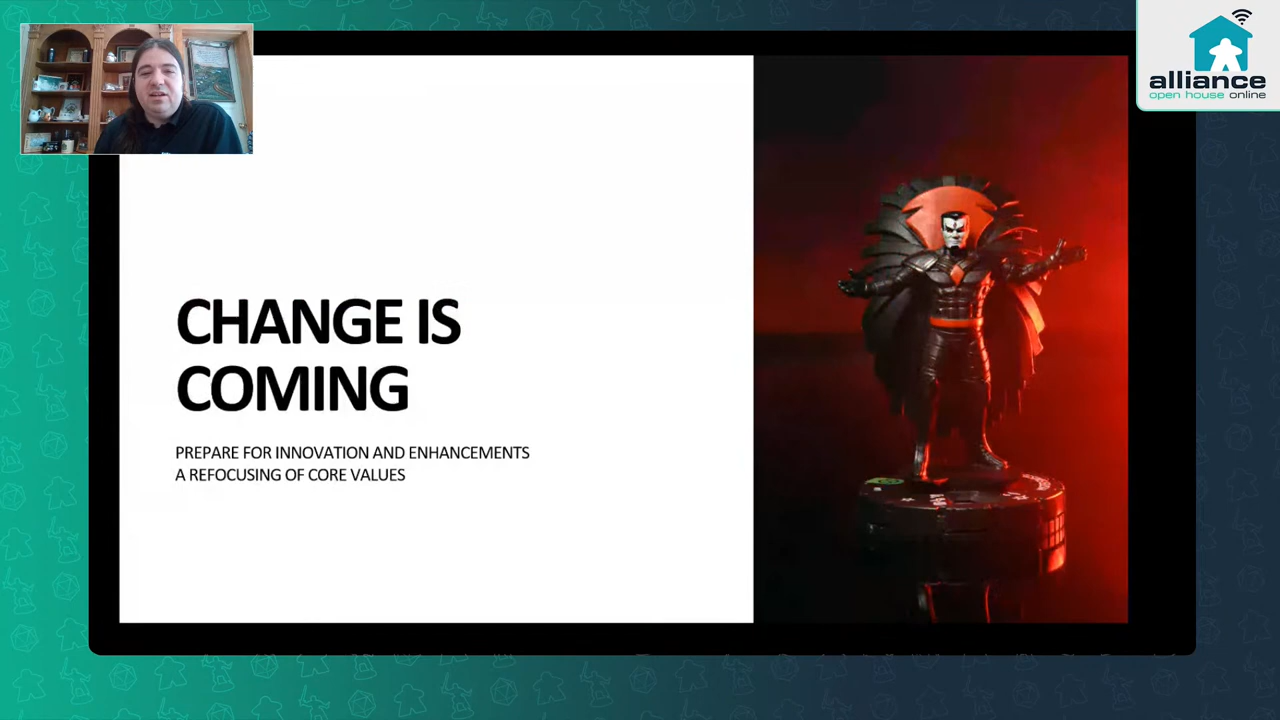 alliance
open house online
CHANGE IS
COMING
PREPARE FOR INNOVATION AND ENHANCEMENTS
A REFOCUSING OF CORE VALUES